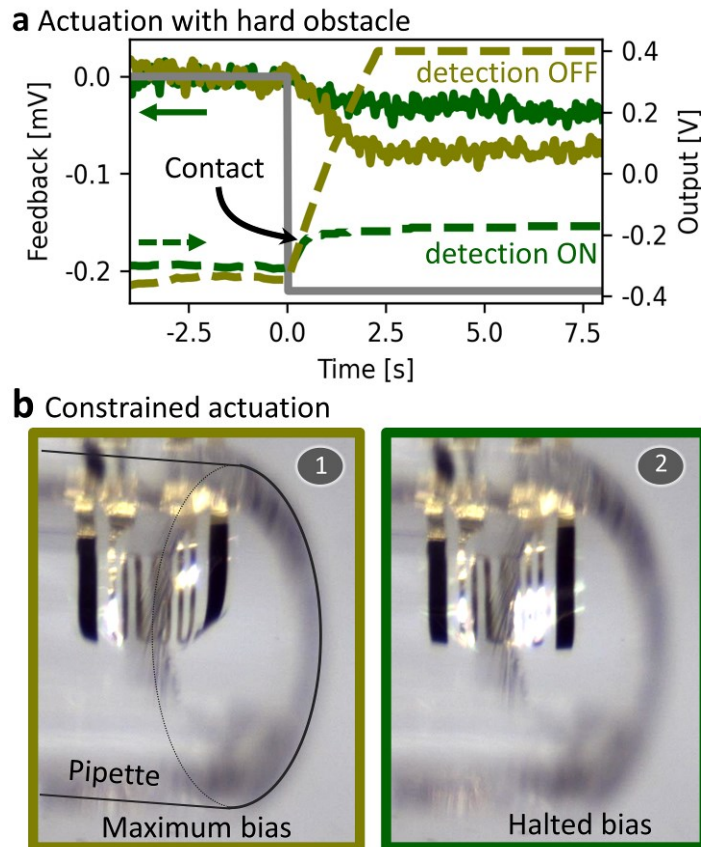 a Actuation with hard obstacle
0.0
-0.1
-0.2
Feedback [mV]
detection OFF
Contact
detection ON
0.4
0.2
0.0
-0.2
-0.4
Output [V]
-2.5 0.0 2.5 5.0 7.5
Time [s]
b Constrained actuation
1
Pipette
Maximum bias
2
Halted bias